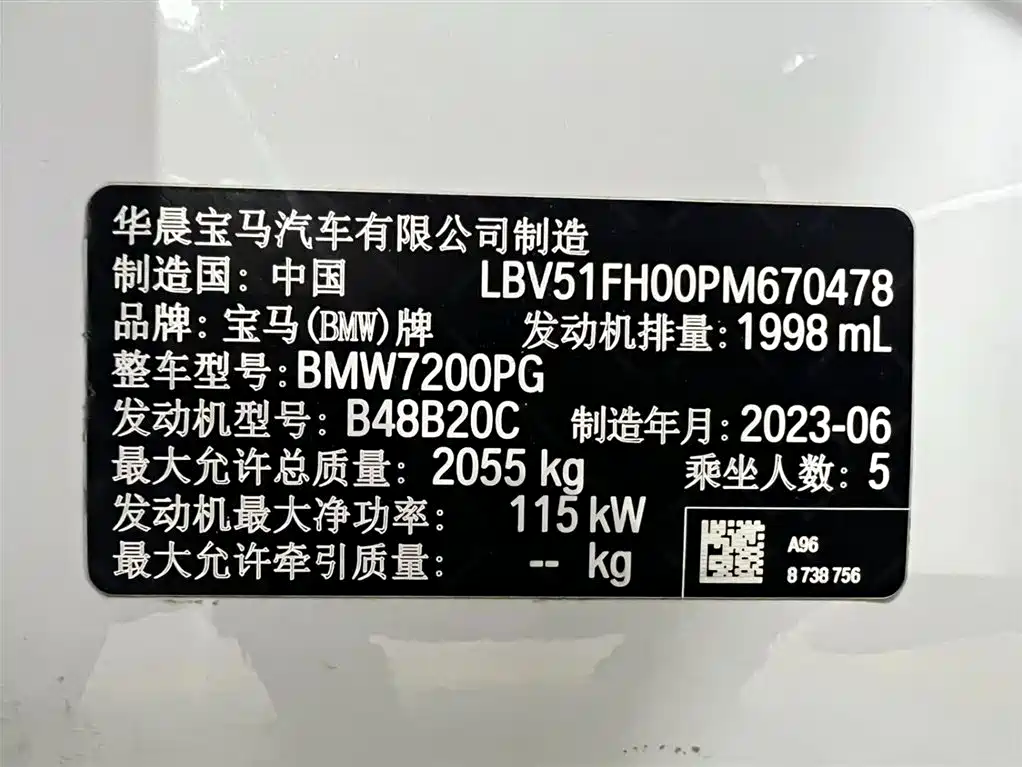 华晨宝马汽车有限公司制造
制造国: 中国 LBV51FH00PM670478
品牌: 宝马(BMW)牌 发动机排量: 1998 mL
整车型号: BMW7200PG
发动机型号: B48B20C 制造年月: 2023-06
最大允许总质量: 2055 kg 乘坐人数: 5
发动机最大净功率: 115 kW
最大允许牵引质量: -- kg
A96
8 738 756